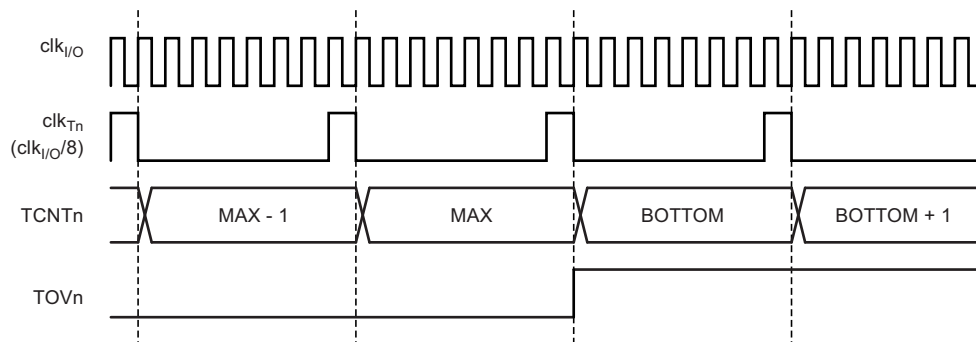 clkI/O
clkTn
(clkI/O/8)
TCNTn MAX - 1 MAX BOTTOM BOTTOM + 1
TOVn